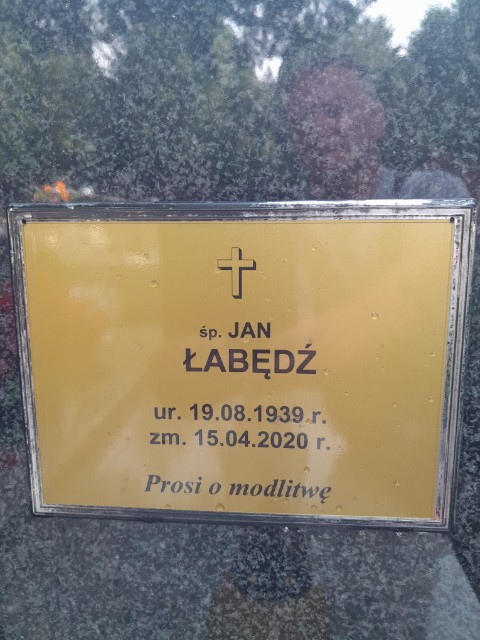 śp. JAN
ŁABĘDŹ
ur. 19.08.1939 r.
zm. 15.04.2020 r.
Prosi o modlitwę